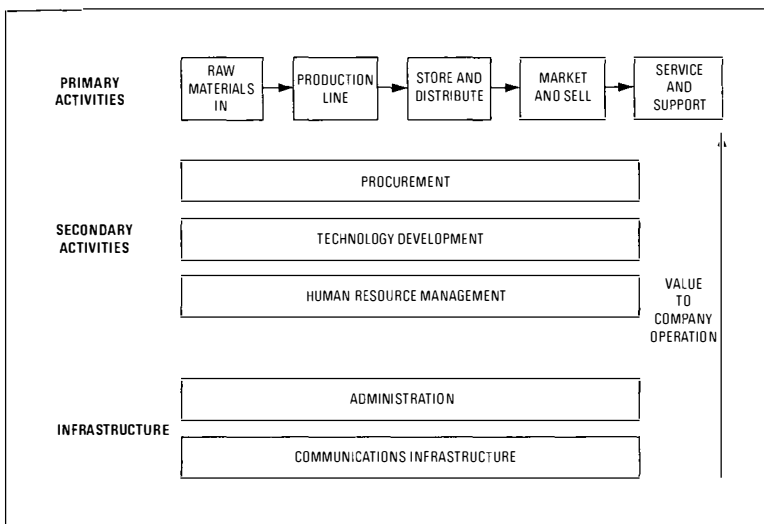 PRIMARY
ACTIVITIES
RAW
MATERIALS
IN
PRODUCTION
LINE
STORE AND
DISTRIBUTE
MARKET
AND SELL
SERVICE
AND
SUPPORT
SECONDARY
ACTIVITIES
PROCUREMENT
TECHNOLOGY DEVELOPMENT
HUMAN RESOURCE MANAGEMENT
VALUE
TO
COMPANY
OPERATION
INFRASTRUCTURE
ADMINISTRATION
COMMUNICATIONS INFRASTRUCTURE